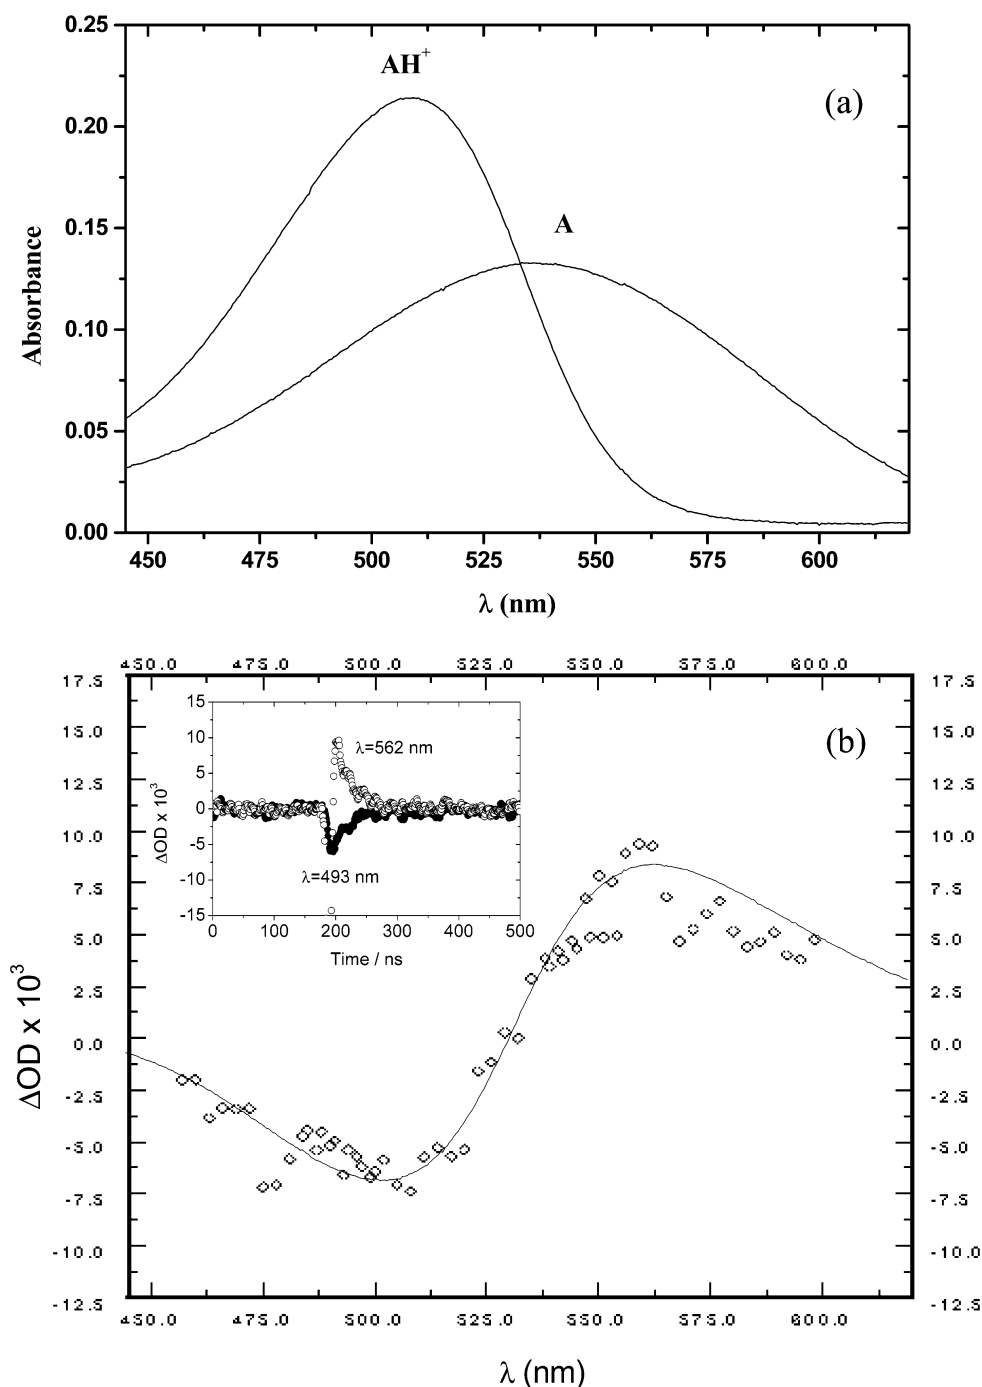 0.25
0.20
0.15
0.10
0.05
0.00
Absorbance
AH+
A
(a)
450 475 500 525 550 575 600
λ (nm)
450.0 475.0 500.0 525.0 550.0 575.0 600.0
17.5
15.0
12.5
10.0
7.5
5.0
2.5
0.0
-2.5
-5.0
-7.5
-10.0
-12.5
ΔOD x 10³
(b)
15
10
5
0
-5
-10
-15
ΔOD x 10³
λ=562 nm
λ=493 nm
0 100 200 300 400 500
Time / ns
17.5
15.0
12.5
10.0
7.5
5.0
2.5
0.0
-2.5
-5.0
-7.5
-10.0
-12.5
450.0 475.0 500.0 525.0 550.0 575.0 600.0
λ (nm)